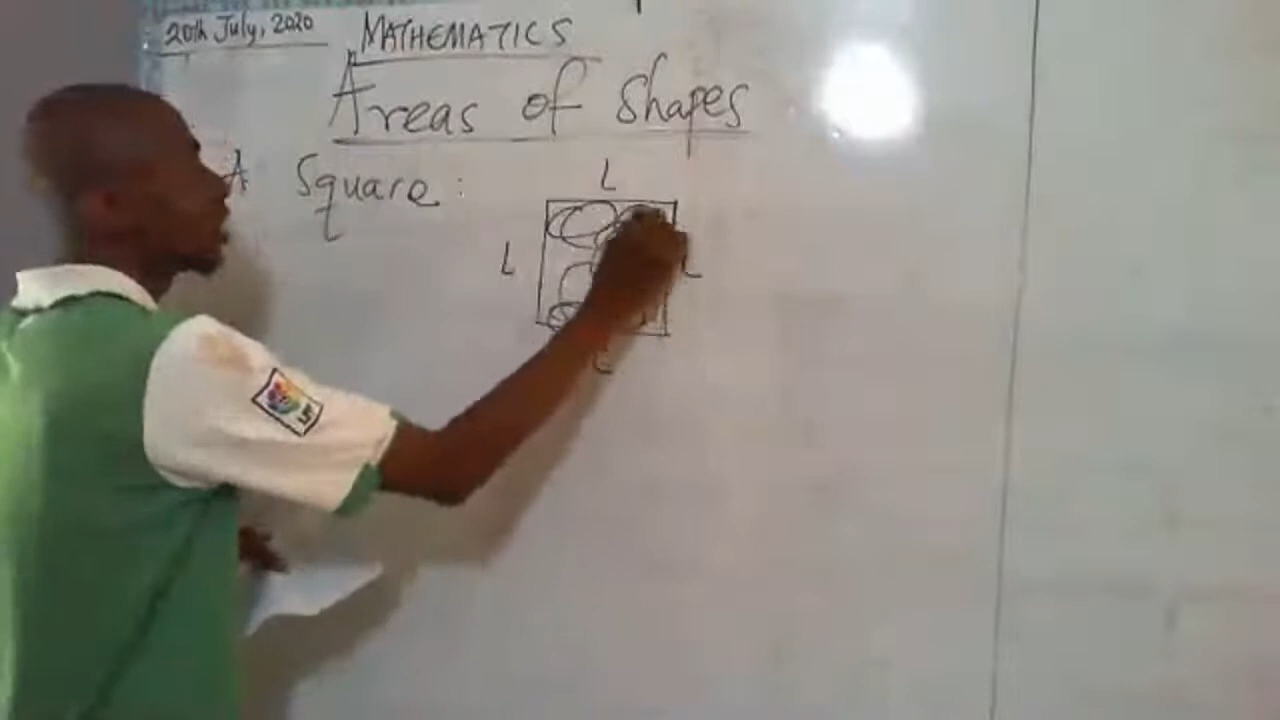 20th July, 2020
MATHEMATICS
Areas of Shapes
A Square:
L
L
L
L